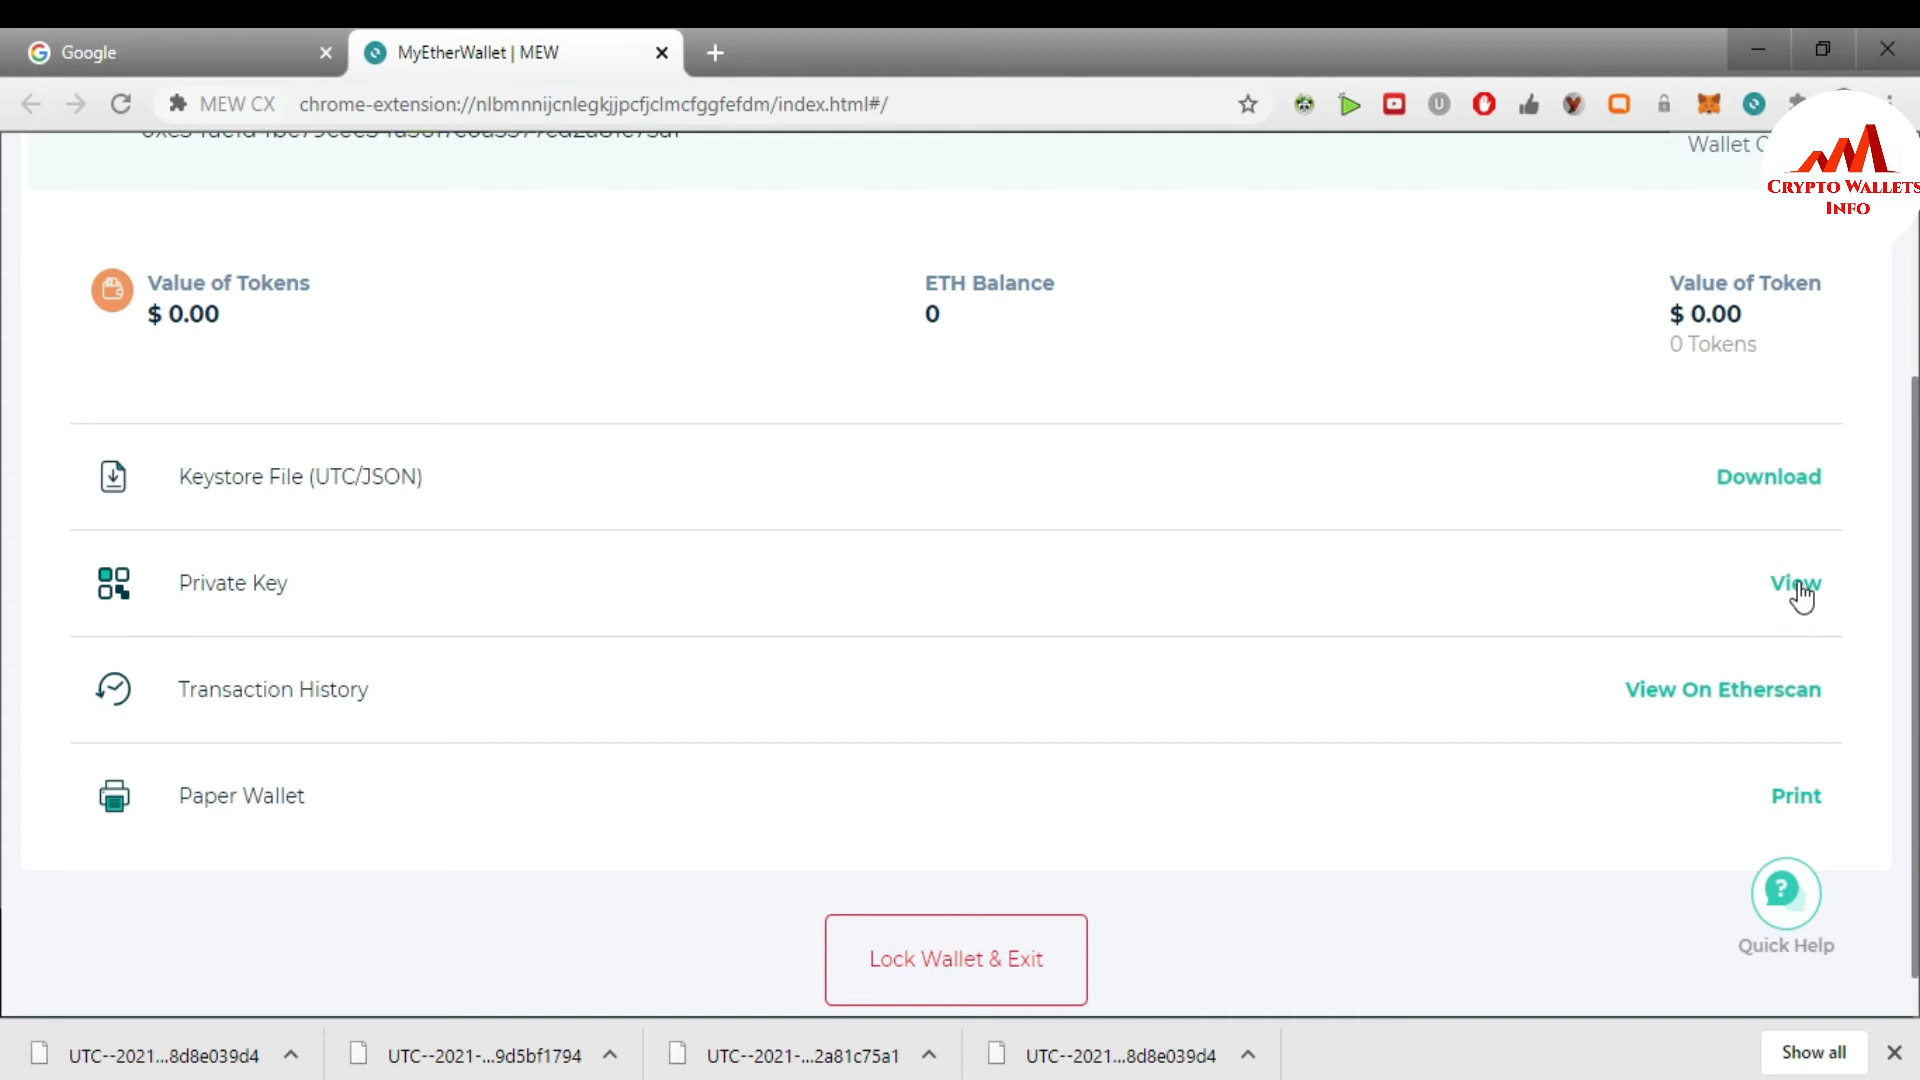 Google
MyEtherWallet | MEW
MEW CX chrome-extension://nlbmnnijcnlegkjjpcfjclmcfggfefdm/index.html#/
Wallet
CRYPTO WALLETS
INFO
Value of Tokens
$ 0.00
ETH Balance
0
Value of Token
$ 0.00
0 Tokens
Keystore File (UTC/JSON)
Download
Private Key
View
Transaction History
View On Etherscan
Paper Wallet
Print
Quick Help
Lock Wallet & Exit
UTC--2021...8d8e039d4
UTC--2021-...9d5bf1794
UTC--2021-...2a81c75a1
UTC--2021...8d8e039d4
Show all